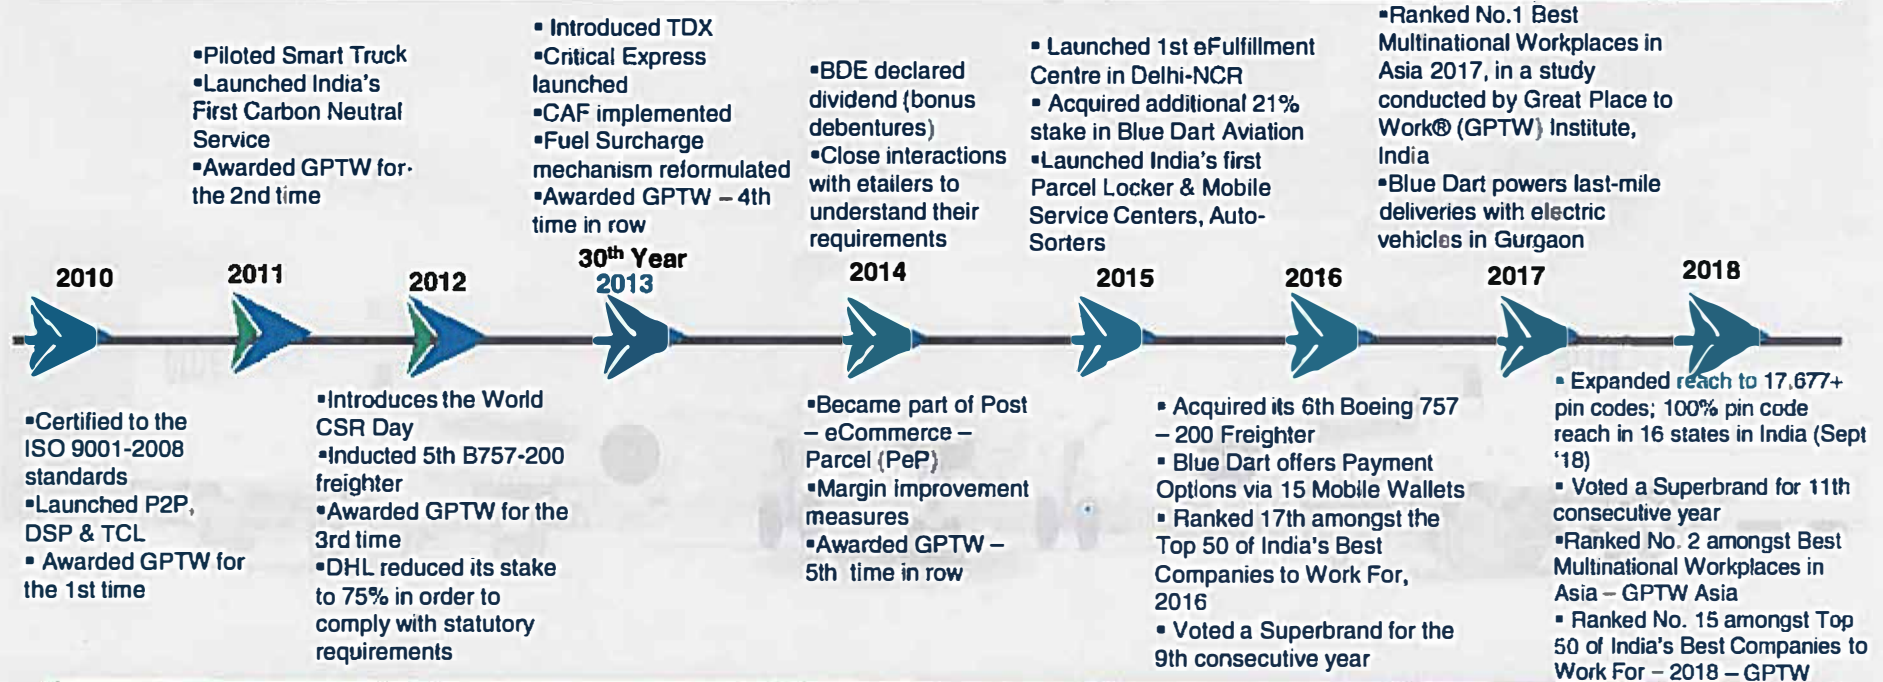 2010
▪Certified to the
ISO 9001-2008
standards
▪Launched P2P,
DSP & TCL
▪ Awarded GPTW for
the 1st time
▪Piloted Smart Truck
▪Launched India's
First Carbon Neutral
Service
▪Awarded GPTW for
the 2nd time
2011
2012
▪Introduces the World
CSR Day
▪Inducted 5th B757-200
freighter
▪Awarded GPTW for the
3rd time
▪DHL reduced its stake
to 75% in order to
comply with statutory
requirements
▪ Introduced TDX
▪Critical Express
launched
▪CAF implemented
▪Fuel Surcharge
mechanism reformulated
▪Awarded GPTW – 4th
time in row
30th Year
2013
▪BDE declared
dividend (bonus
debentures)
▪Close interactions
with etailers to
understand their
requirements
2014
▪Became part of Post
– eCommerce –
Parcel (PeP)
▪Margin improvement
measures
▪Awarded GPTW –
5th time in row
▪ Launched 1st eFulfillment
Centre in Delhi-NCR
▪ Acquired additional 21%
stake in Blue Dart Aviation
▪Launched India's first
Parcel Locker & Mobile
Service Centers, Auto-
Sorters
2015
2016
▪ Acquired its 6th Boeing 757
– 200 Freighter
▪ Blue Dart offers Payment
Options via 15 Mobile Wallets
▪ Ranked 17th amongst the
Top 50 of India's Best
Companies to Work For,
2016
▪ Voted a Superbrand for the
9th consecutive year
▪Ranked No.1 Best
Multinational Workplaces in
Asia 2017, in a study
conducted by Great Place to
Work® (GPTW) Institute,
India
▪Blue Dart powers last-mile
deliveries with electric
vehicles in Gurgaon
2017
2018
▪ Expanded reach to 17,677+
pin codes; 100% pin code
reach in 16 states in India (Sept
'18)
▪ Voted a Superbrand for 11th
consecutive year
▪Ranked No. 2 amongst Best
Multinational Workplaces in
Asia – GPTW Asia
▪ Ranked No. 15 amongst Top
50 of India's Best Companies to
Work For – 2018 – GPTW